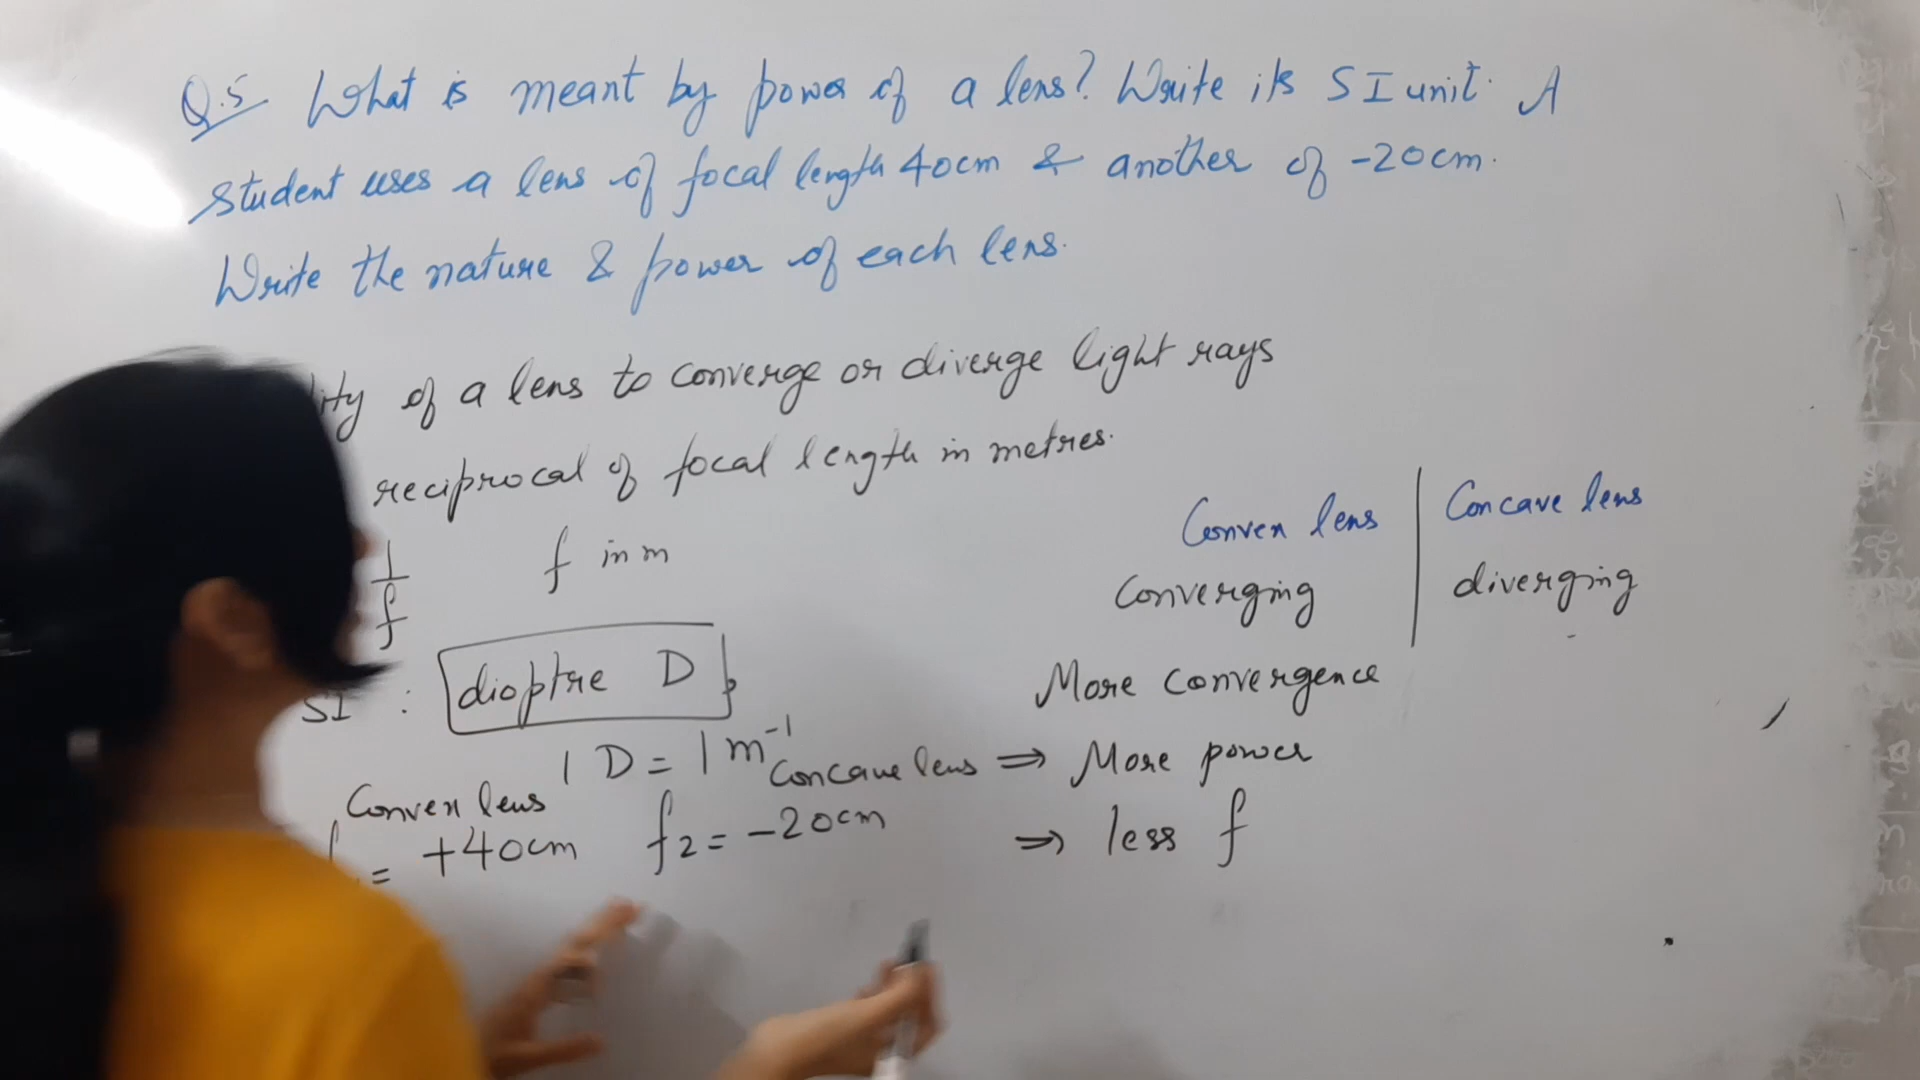 Q.5 What is meant by power of a lens? Write its SI unit. A
student uses a lens of focal length 40cm & another of -20cm.
Write the nature & power of each lens.
of a lens to converge or diverge light rays
reciprocal of focal length in metres.
1/f f in m
Convex lens | Concave lens
Converging | diverging
SI : dioptre D
1 D = 1 m⁻¹
More convergence
⇒ More power
⇒ less f
Convex lens Concave lens
= +40cm f2 = -20cm